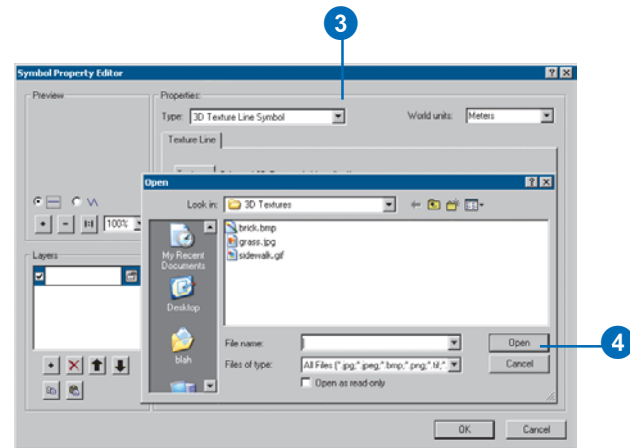 3
Symbol Property Editor
Preview
Properties:
Type: 3D Texture Line Symbol
World units: Meters
Texture Line
Open
Look in: 3D Textures
100%
brick.bmp
grass.jpg
sidewalk.gif
My Recent
Documents
Desktop
blah
Layers
File name:
Open
4
Files of type: All Files (*.jpg;*.jpeg;*.bmp;*.png;*.tif;*
Cancel
Open as read-only
OK
Cancel